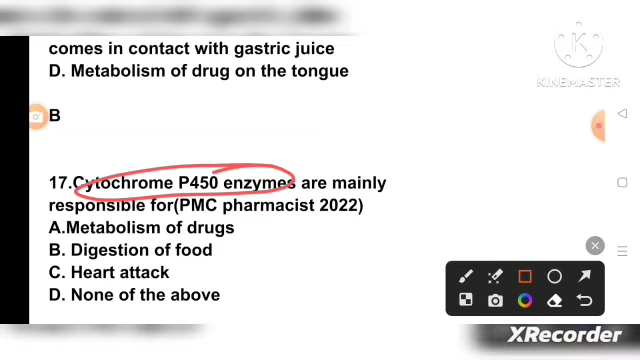 comes in contact with gastric juice
D. Metabolism of drug on the tongue
B
17.Cytochrome P450 enzymes are mainly
responsible for(PMC pharmacist 2022)
A.Metabolism of drugs
B. Digestion of food
C. Heart attack
D. None of the above
KINEMASTER
XRecorder